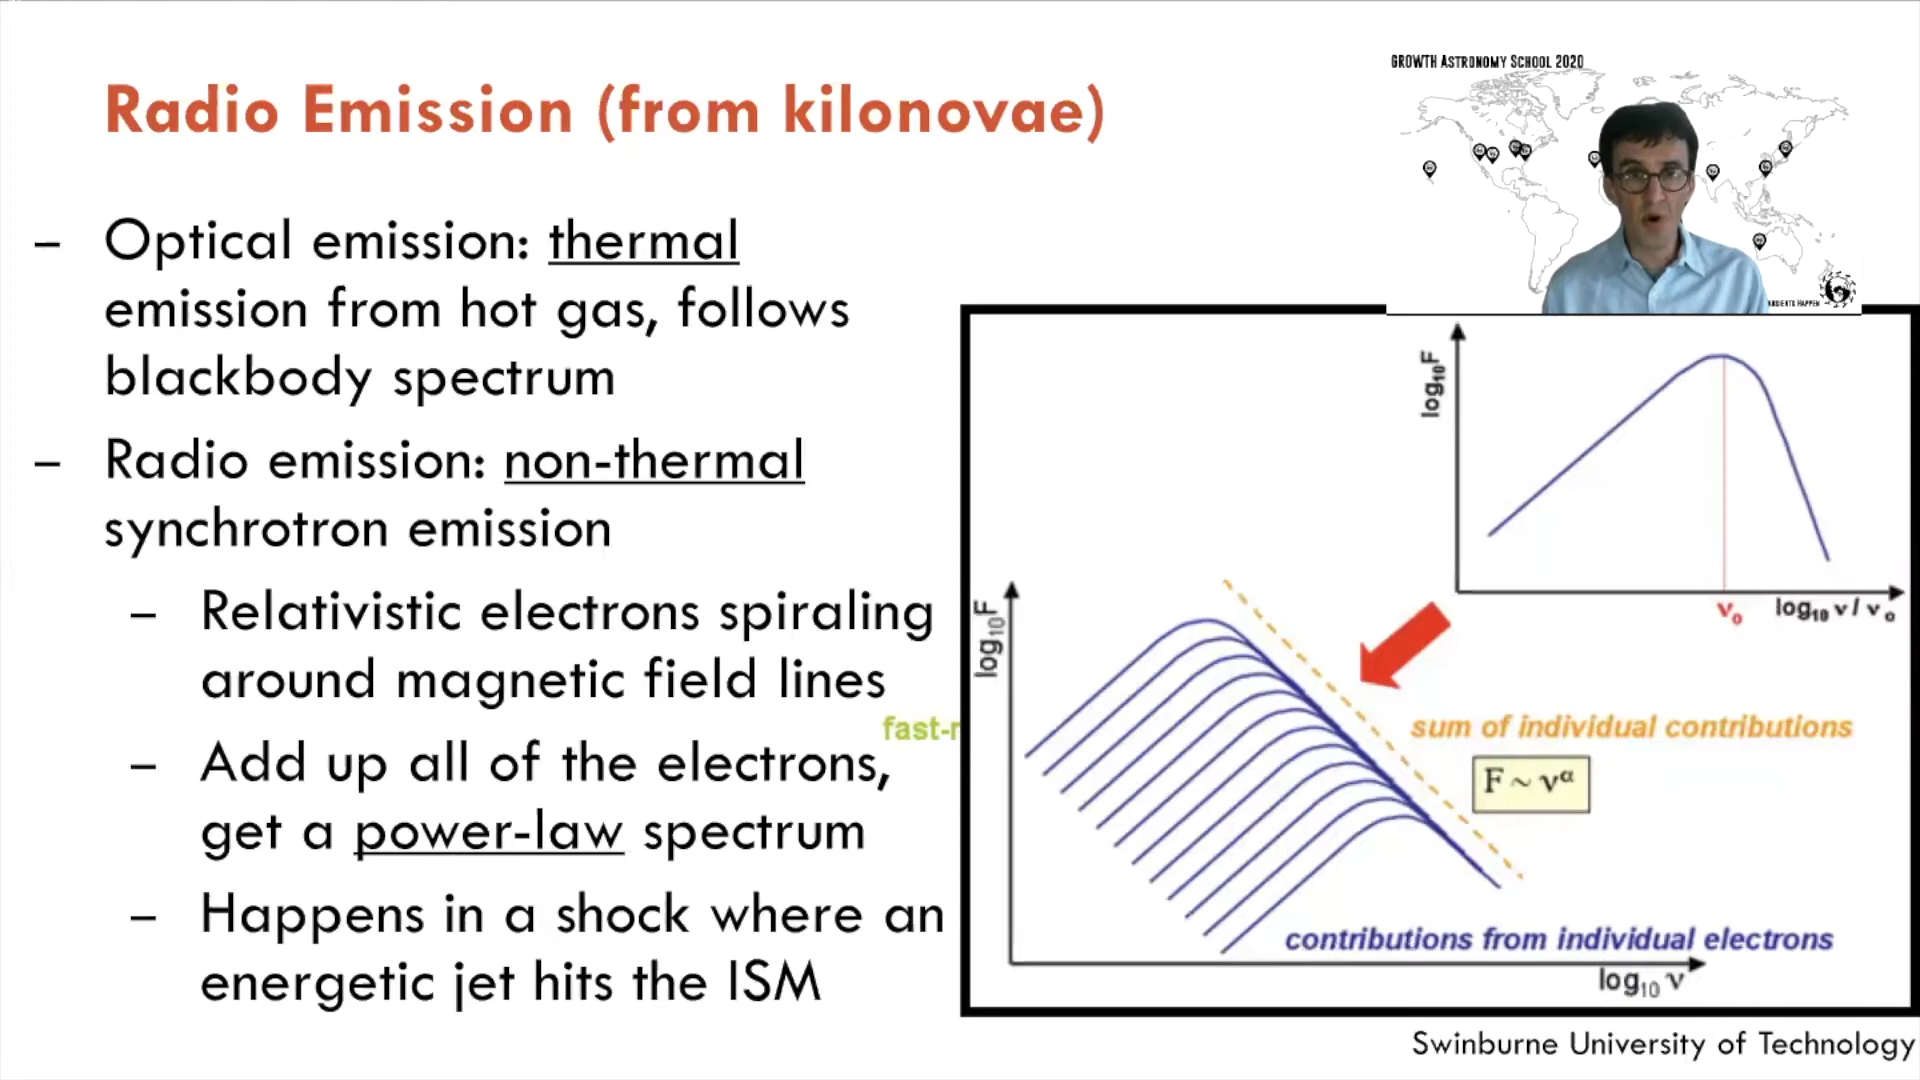 GROWTH ASTRONOMY SCHOOL 2020
Radio Emission (from kilonovae)
– Optical emission: thermal
emission from hot gas, follows
blackbody spectrum
– Radio emission: non-thermal
synchrotron emission
– Relativistic electrons spiraling
around magnetic field lines
– Add up all of the electrons,
get a power-law spectrum
– Happens in a shock where an
energetic jet hits the ISM
fast-r
HAPPEN
log₁₀F
ν₀
log₁₀ ν / ν₀
log₁₀F
sum of individual contributions
F ~ νᵅ
contributions from individual electrons
log₁₀ ν
Swinburne University of Technology